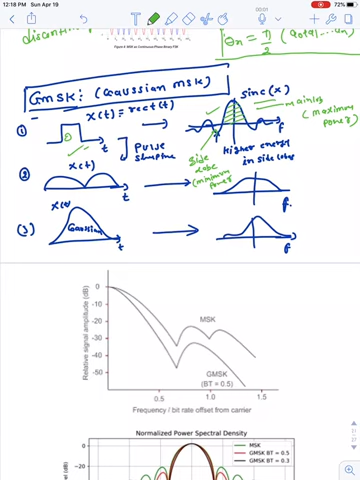 12:18 PM Sun Apr 19
72%
discontin
Figure 4: MSK as Continuous Phase Binary FSK
θn = π/2
GMSK: (Gaussian MSK)
① x(t) = rect(t)
sinc(x)
mainlobe
(maximum power)
t
f
Side lobe
(minimum power)
Higher energy in side lobes
Pulse shaping
② x(t)
t
f.
(3) x(t)
Gaussian
t
f
Relative signal amplitude (dB)
0
-10
-20
-30
-40
-50
MSK
GMSK
(BT = 0.5)
0.5
1.0
1.5
Frequency / bit rate offset from carrier
Normalized Power Spectral Density
0
−20
MSK
GMSK BT = 0.5
GMSK BT = 0.3